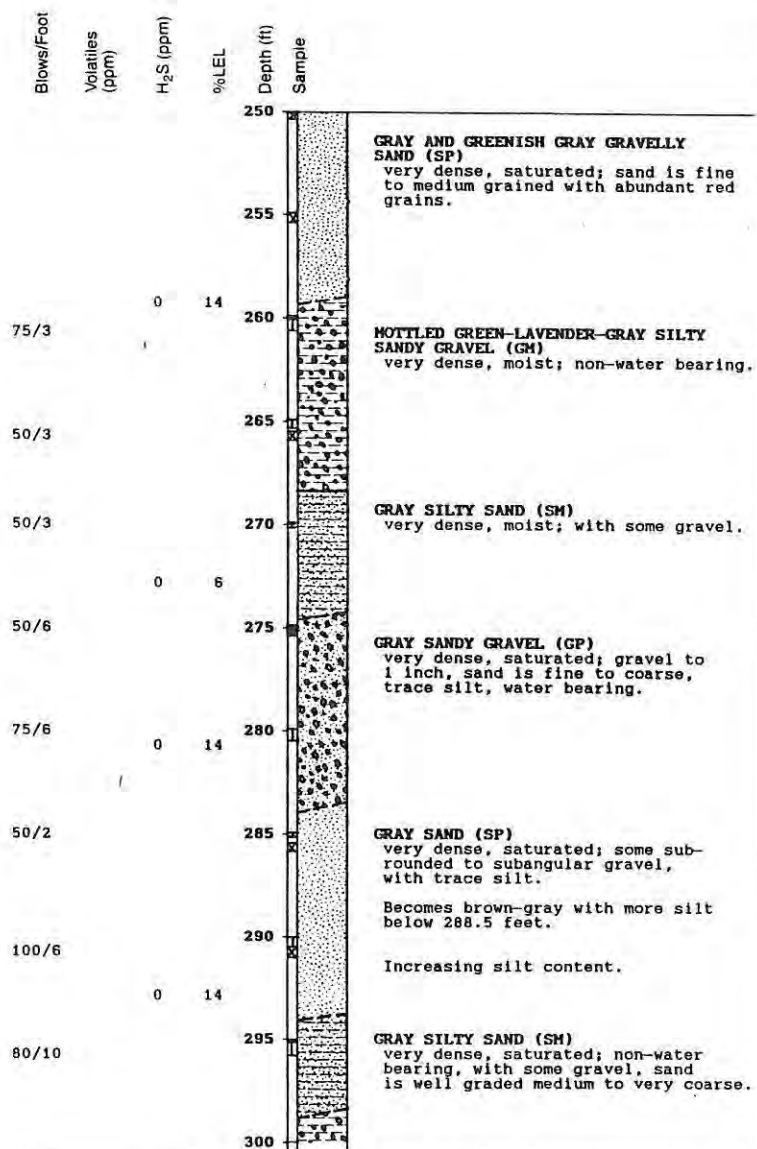 Blows/Foot
Volatiles
(ppm)
H₂S (ppm)
%LEL
Depth (ft)
Sample
250
GRAY AND GREENISH GRAY GRAVELLY
SAND (SP)
very dense, saturated; sand is fine
to medium grained with abundant red
grains.
255
0 14
260
75/3
MOTTLED GREEN-LAVENDER-GRAY SILTY
SANDY GRAVEL (GM)
very dense, moist; non-water bearing.
265
50/3
GRAY SILTY SAND (SM)
50/3 270 very dense, moist; with some gravel.
0 6
50/6 275
GRAY SANDY GRAVEL (GP)
very dense, saturated; gravel to
1 inch, sand is fine to coarse,
trace silt, water bearing.
75/6 280
0 14
50/2 285 GRAY SAND (SP)
very dense, saturated; some sub-
rounded to subangular gravel,
with trace silt.
Becomes brown-gray with more silt
below 288.5 feet.
290
100/6
Increasing silt content.
0 14
295 GRAY SILTY SAND (SM)
80/10 very dense, saturated; non-water
bearing, with some gravel, sand
is well graded medium to very coarse.
300